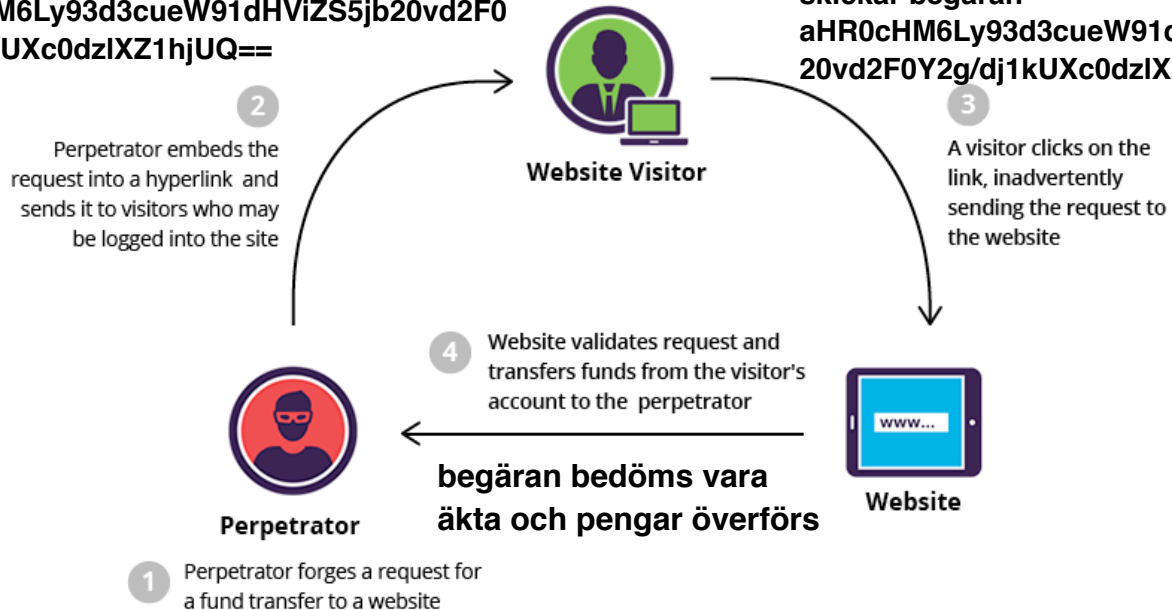 M6Ly93d3cueW91dHViZS5jb20vd2F0
UXc0dzlXZ1hjUQ==
2
Perpetrator embeds the
request into a hyperlink and
sends it to visitors who may
be logged into the site
Website Visitor
skickar begäran
aHR0cHM6Ly93d3cueW91d
20vd2F0Y2g/dj1kUXc0dzlX
3
A visitor clicks on the
link, inadvertently
sending the request to
the website
4
Website validates request and
transfers funds from the visitor's
account to the perpetrator
begäran bedöms vara
äkta och pengar överförs
www...
Website
Perpetrator
1
Perpetrator forges a request for
a fund transfer to a website